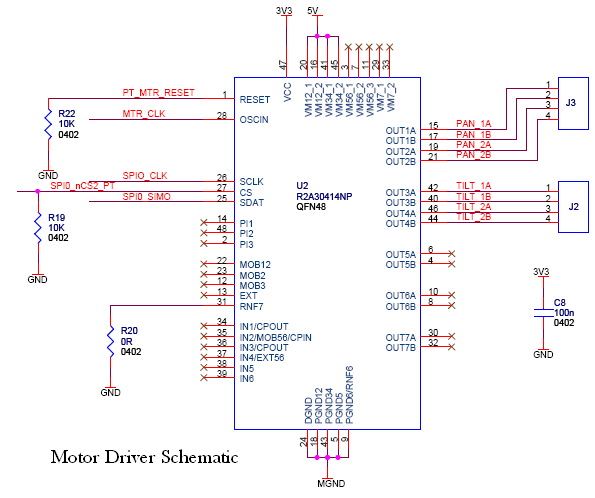 3V3 5V
47 20 16 41 45 3 7 11 29 33
VCC VM12_1 VM12_2 VM34_1 VM34_2 VM56_1 VM56_2 VM56_3 VM7_1 VM7_2
PT_MTR_RESET 1 RESET
R22
10K
0402
GND
MTR_CLK 28 OSCIN
SPIO_CLK 26 SCLK
SPI0_nCS2_PT 27 CS
SPI0_SIMO 25 SDAT
R19
10K
0402
GND
U2
R2A30414NP
QFN48
14 PI1
48 PI2
2 PI3
22 MOB12
23 MOB2
12 MOB3
13 EXT
31 RNF7
R20
0R
0402
GND
34 IN1/CPOUT
35 IN2/MOB56/CPIN
36 IN3/CPOUT
37 IN4/EXT56
38 IN5
39 IN6
OUT1A 15 PAN_1A 1
OUT1B 17 PAN_1B 2
OUT2A 19 PAN_2A 3
OUT2B 21 PAN_2B 4
J3
OUT3A 42 TILT_1A 1
OUT3B 40 TILT_1B 2
OUT4A 46 TILT_2A 3
OUT4B 44 TILT_2B 4
J2
OUT5A 6
OUT5B 4
OUT6A 10
OUT6B 8
OUT7A 30
OUT7B 32
3V3
C8
100n
0402
GND
DGND PGND12 PGND34 PGND5 PGND6/RNF6
24 18 43 5 9
MGND
Motor Driver Schematic